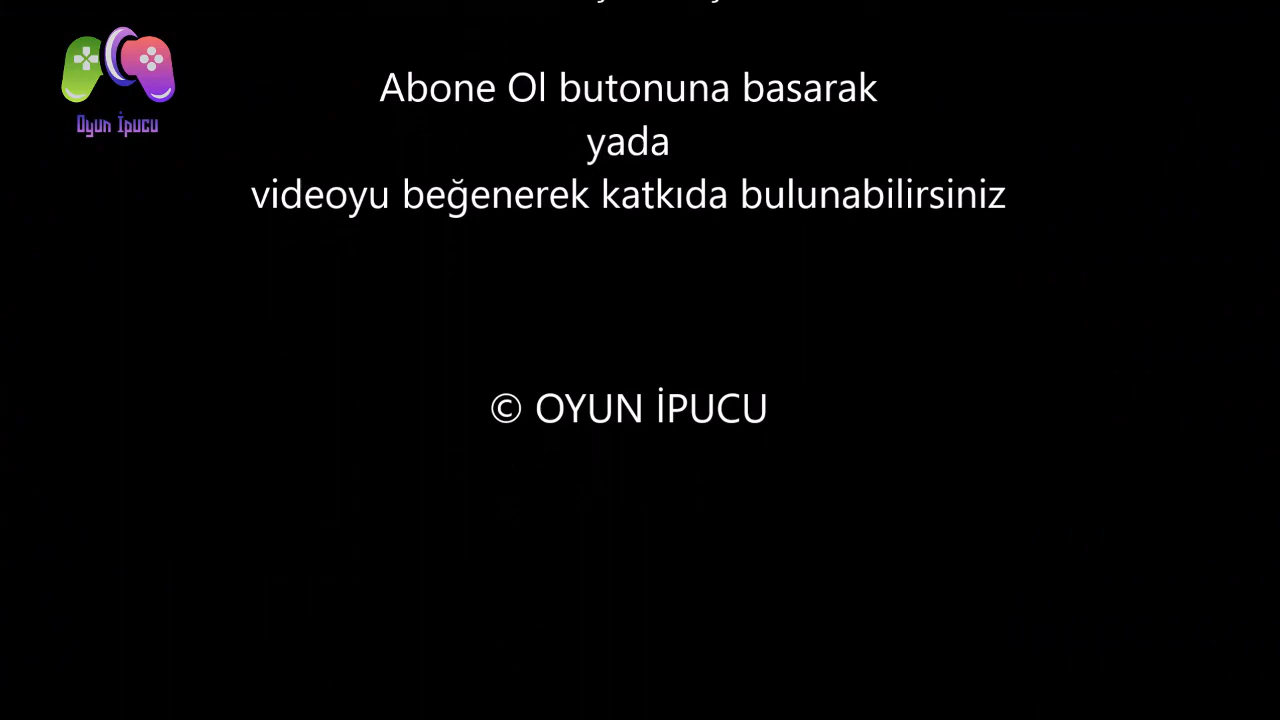 Oyun İpucu
Abone Ol butonuna basarak
yada
videoyu beğenerek katkıda bulunabilirsiniz
© OYUN İPUCU